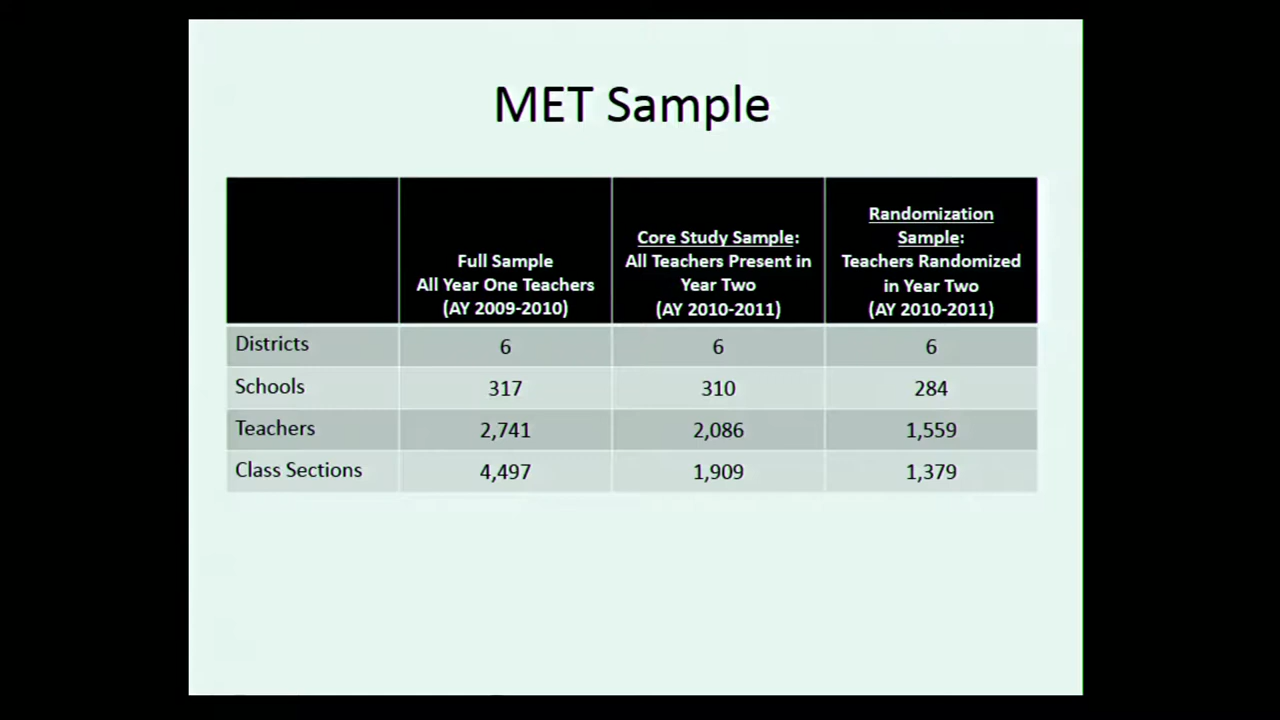 MET Sample
Full Sample
All Year One Teachers
(AY 2009-2010)
Core Study Sample:
All Teachers Present in
Year Two
(AY 2010-2011)
Randomization
Sample:
Teachers Randomized
in Year Two
(AY 2010-2011)
Districts 6 6 6
Schools 317 310 284
Teachers 2,741 2,086 1,559
Class Sections 4,497 1,909 1,379